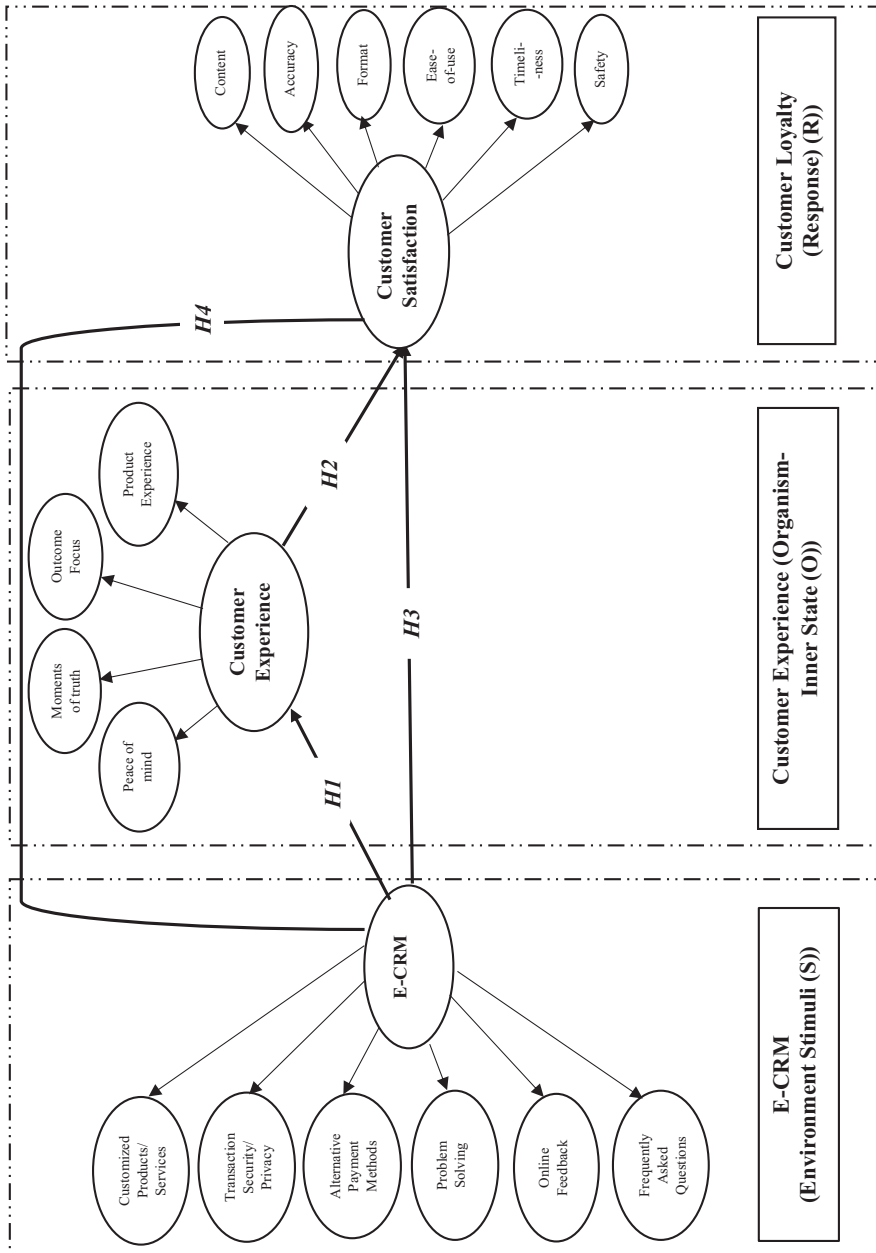 Customized
Products/
Services
Transaction
Security/
Privacy
Alternative
Payment
Methods
Problem
Solving
Online
Feedback
Frequently
Asked
Questions
E-CRM
E-CRM
(Environment Stimuli (S))
H1
H2
H3
H4
Peace of
mind
Moments
of truth
Outcome
Focus
Product
Experience
Customer
Experience
Customer Experience (Organism-
Inner State (O))
Customer
Satisfaction
Content
Accuracy
Format
Ease-
of-use
Timeli-
-ness
Safety
Customer Loyalty
(Response) (R))